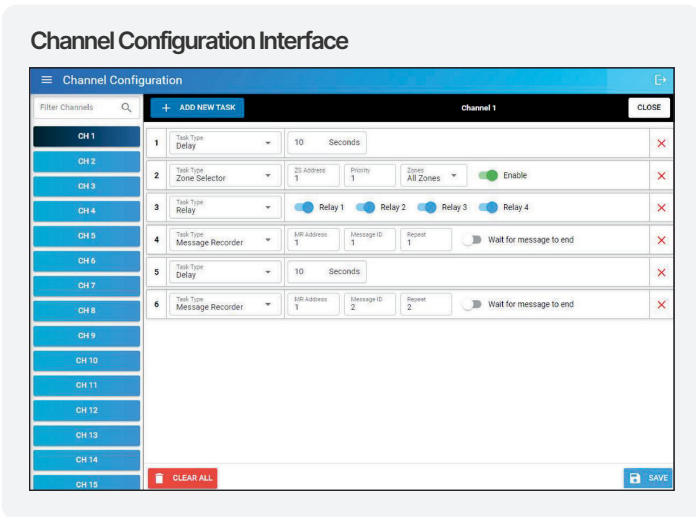 Channel Configuration Interface
Channel Configuration
Filter Channels
+ ADD NEW TASK
Channel 1
CLOSE
CH 1
CH 2
CH 3
CH 4
CH 5
CH 6
CH 7
CH 8
CH 9
CH 10
CH 11
CH 12
CH 13
CH 14
CH 15
1 Task Type Delay 10 Seconds
2 Task Type Zone Selector ZS Address 1 Priority 1 Zones All Zones Enable
3 Task Type Relay Relay 1 Relay 2 Relay 3 Relay 4
4 Task Type Message Recorder MR Address 1 Message ID 1 Repeat 1 Wait for message to end
5 Task Type Delay 10 Seconds
6 Task Type Message Recorder MR Address 1 Message ID 2 Repeat 2 Wait for message to end
CLEAR ALL
SAVE